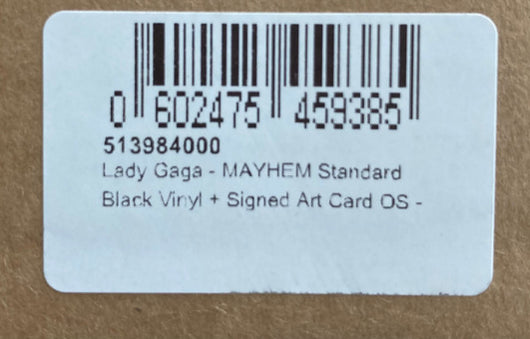 0 602475 459385
513984000
Lady Gaga - MAYHEM Standard
Black Vinyl + Signed Art Card OS -